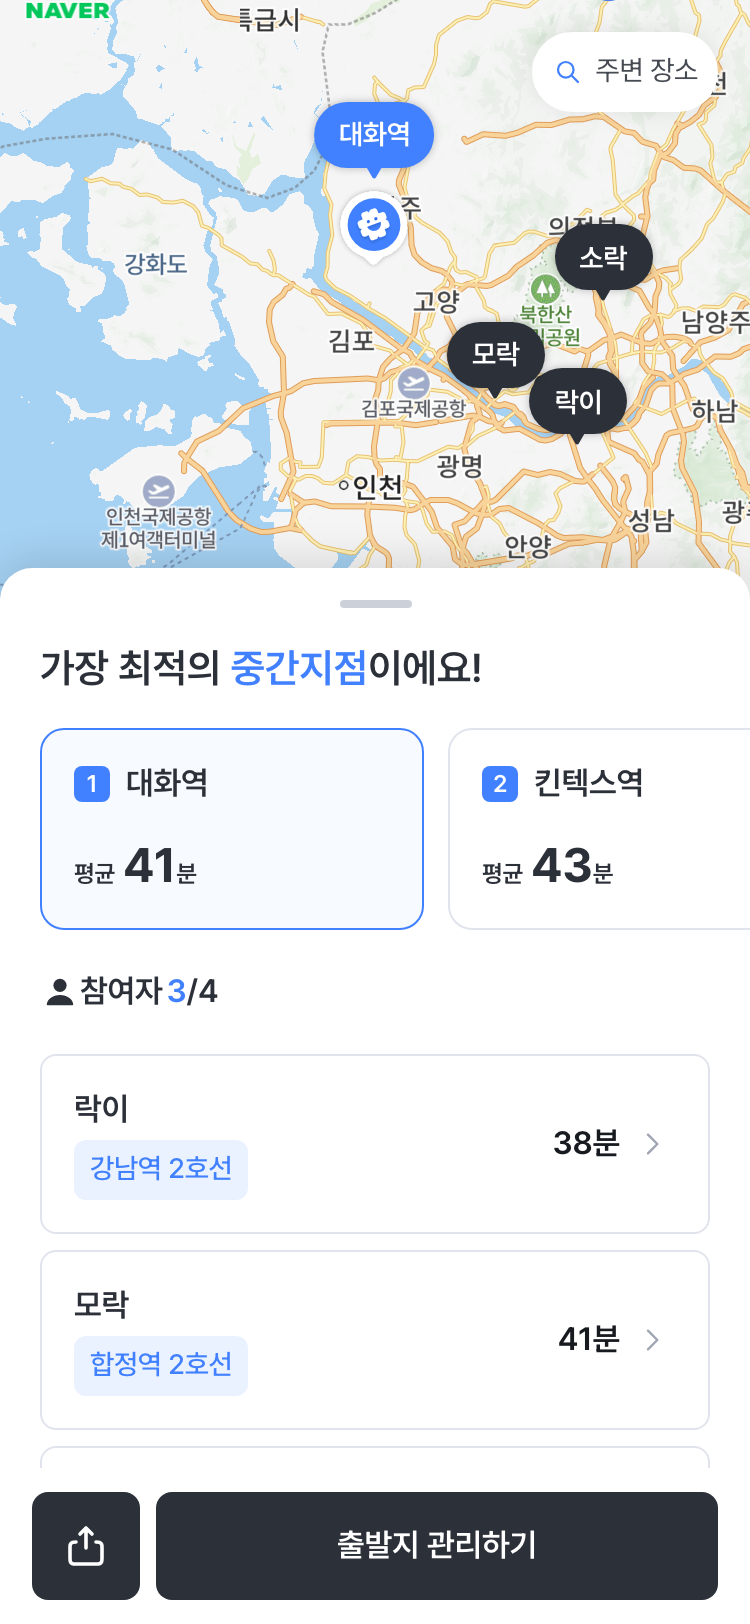 NAVER
특급시
주변 장소
천
대화역
주
의정부
소락
강화도
고양
북한산
남양주
김포
모락
김포국제공항
락이
하남
광명
인천
인천국제공항
제1여객터미널
성남
안양
가장 최적의 중간지점이에요!
1 대화역
평균 41분
2 킨텍스역
평균 43분
참여자 3/4
락이
강남역 2호선
38분
모락
합정역 2호선
41분
출발지 관리하기